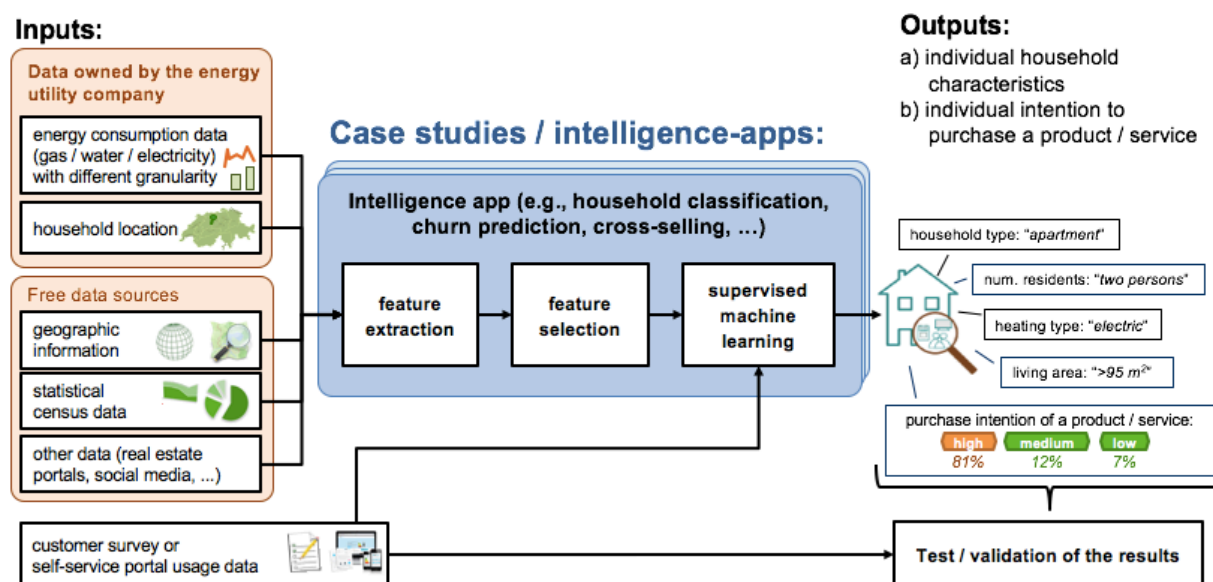 Inputs:
Data owned by the energy
utility company
energy consumption data
(gas / water / electricity)
with different granularity
household location
Free data sources
geographic
information
statistical
census data
other data (real estate
portals, social media, ...)
customer survey or
self-service portal usage data
Case studies / intelligence-apps:
Intelligence app (e.g., household classification,
churn prediction, cross-selling, ...)
feature
extraction
feature
selection
supervised
machine
learning
Outputs:
a) individual household
characteristics
b) individual intention to
purchase a product / service
household type: "apartment"
num. residents: "two persons"
heating type: "electric"
living area: ">95 m²"
purchase intention of a product / service:
high medium low
81% 12% 7%
Test / validation of the results